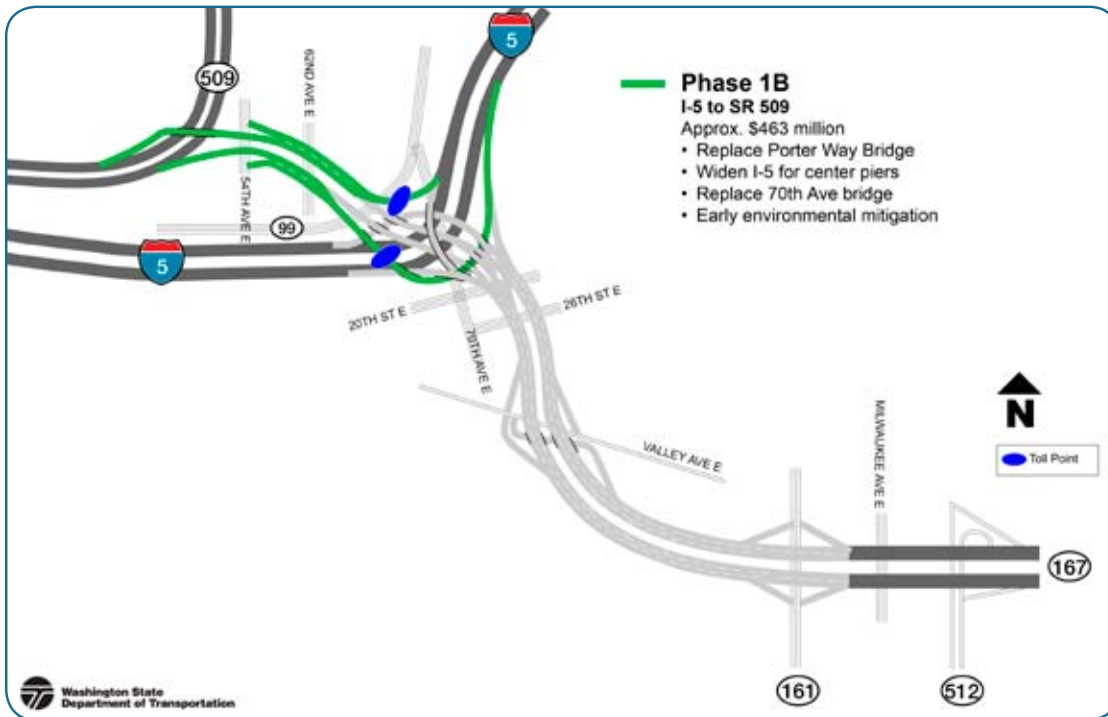 5
509
62ND AVE E
Phase 1B
I-5 to SR 509
Approx. $463 million
• Replace Porter Way Bridge
• Widen I-5 for center piers
• Replace 70th Ave bridge
• Early environmental mitigation
54TH AVE E
99
5
20TH ST E
26TH ST E
70TH AVE E
N
Toll Point
VALLEY AVE E
MILWAUKEE AVE E
167
161
512
Washington State
Department of Transportation